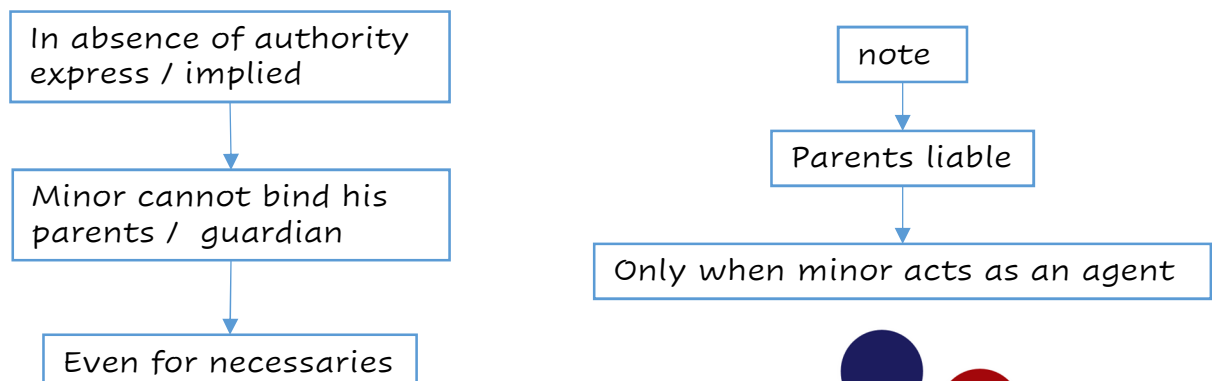 In absence of authority
express / implied
Minor cannot bind his
parents / guardian
Even for necessaries
note
Parents liable
Only when minor acts as an agent